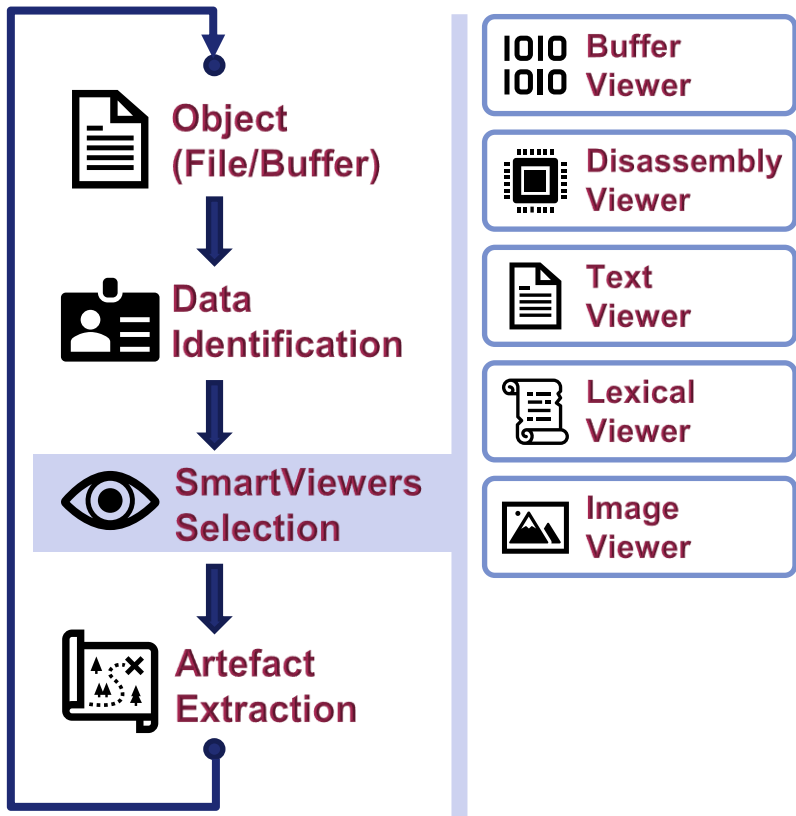 Object
(File/Buffer)
Data
Identification
SmartViewers
Selection
Artefact
Extraction
1010
1010
Buffer
Viewer
Disassembly
Viewer
Text
Viewer
Lexical
Viewer
Image
Viewer